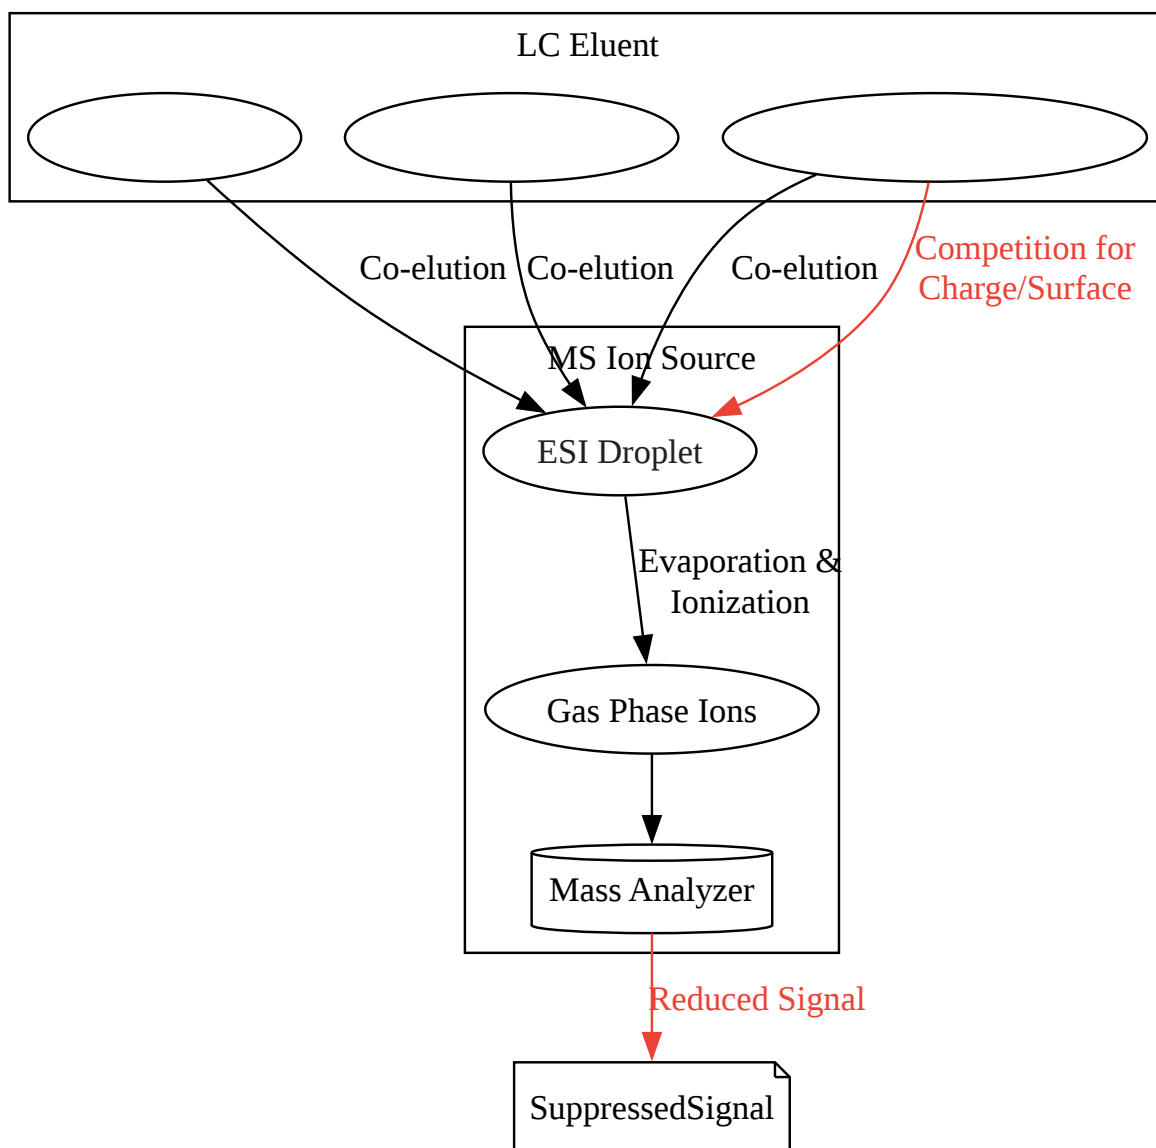 LC Eluent
Co-elution
Co-elution
Co-elution
Competition for
Charge/Surface
MS Ion Source
ESI Droplet
Evaporation &
Ionization
Gas Phase Ions
Mass Analyzer
Reduced Signal
SuppressedSignal